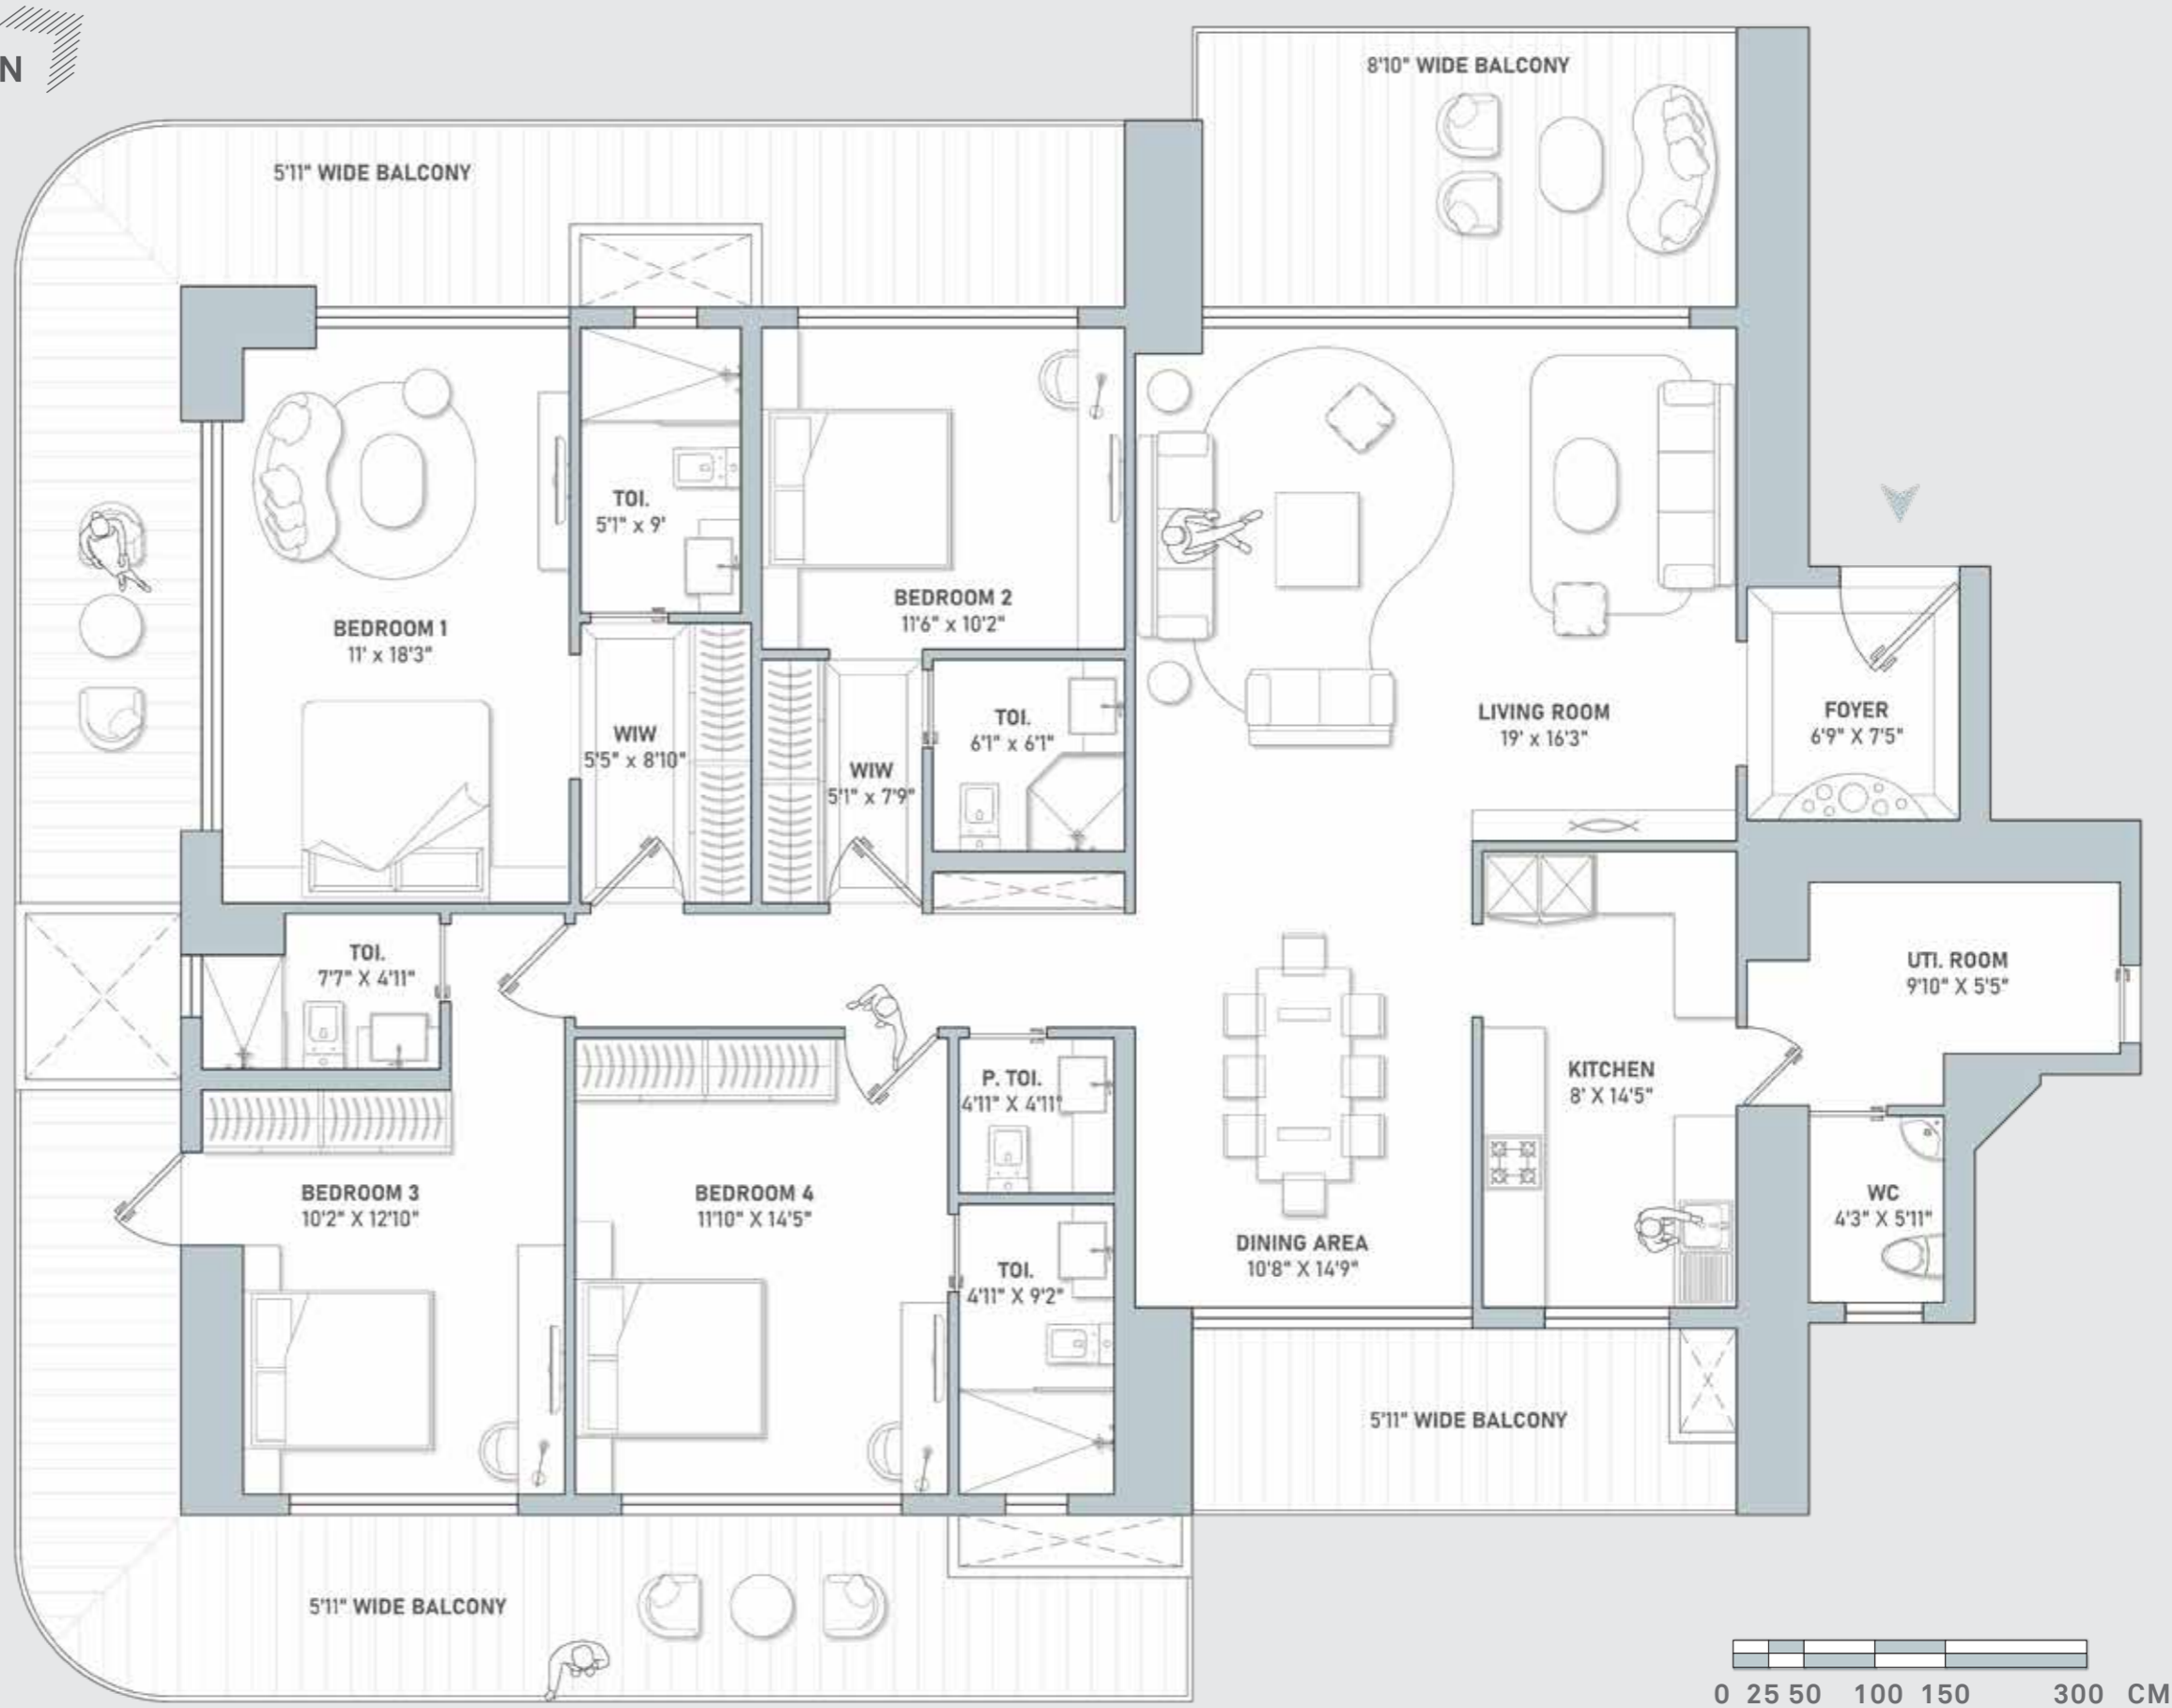 N
8'10" WIDE BALCONY
5'11" WIDE BALCONY
TOI.
5'1" x 9'
BEDROOM 2
11'6" x 10'2"
BEDROOM 1
11' x 18'3"
LIVING ROOM
19' x 16'3"
FOYER
6'9" X 7'5"
TOI.
6'1" x 6'1"
WIW
5'5" x 8'10"
WIW
5'1" x 7'9"
TOI.
7'7" X 4'11"
UTI. ROOM
9'10" X 5'5"
KITCHEN
8' X 14'5"
P. TOI.
4'11" X 4'11"
BEDROOM 3
10'2" X 12'10"
BEDROOM 4
11'10" X 14'5"
WC
4'3" X 5'11"
DINING AREA
10'8" X 14'9"
TOI.
4'11" X 9'2"
5'11" WIDE BALCONY
5'11" WIDE BALCONY
0 25 50 100 150 300 CM